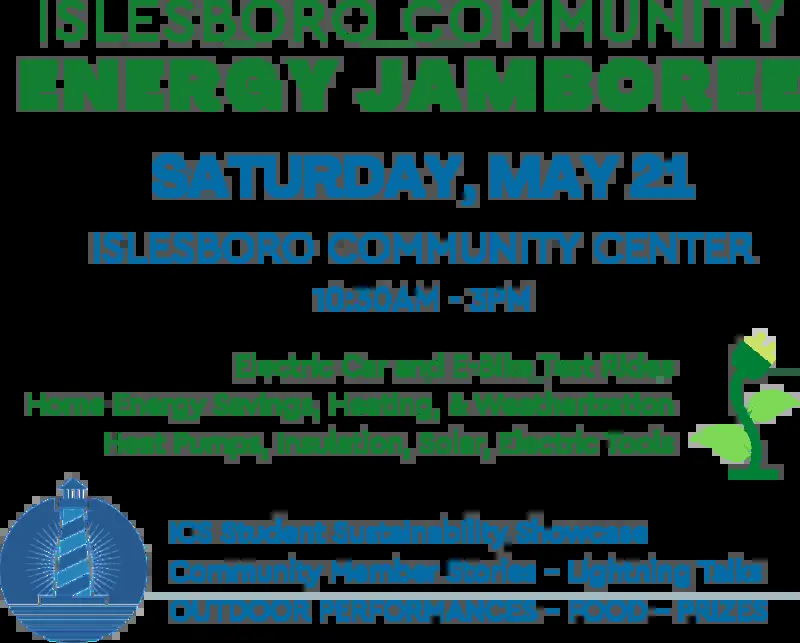 ISLESBORO COMMUNITY
ENERGY JAMBOREE
SATURDAY, MAY 21
ISLESBORO COMMUNITY CENTER
10:30AM - 3PM
Electric Car and E-Bike Test Rides
Home Energy Savings, Heating, & Weatherization
Heat Pumps, Insulation, Solar, Electric Tools
ICS Student Sustainability Showcase
Community Member Stories - Lightning Talks
OUTDOOR PERFORMANCES - FOOD - PRIZES